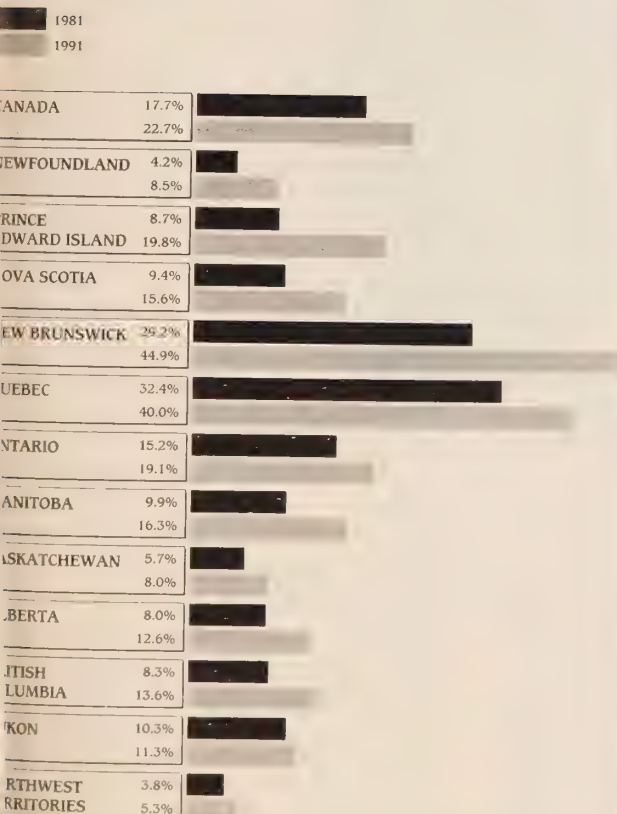 1981
1991
ANADA 17.7%
22.7%
EWFOUNDLAND 4.2%
8.5%
RINCE 8.7%
DWARD ISLAND 19.8%
OVA SCOTIA 9.4%
15.6%
EW BRUNSWICK 29.2%
44.9%
UEBEC 32.4%
40.0%
NTARIO 15.2%
19.1%
ANITOBA 9.9%
16.3%
ASKATCHEWAN 5.7%
8.0%
BERTA 8.0%
12.6%
ITISH 8.3%
LUMBIA 13.6%
KON 10.3%
11.3%
RTHWEST 3.8%
RRITORIES 5.3%